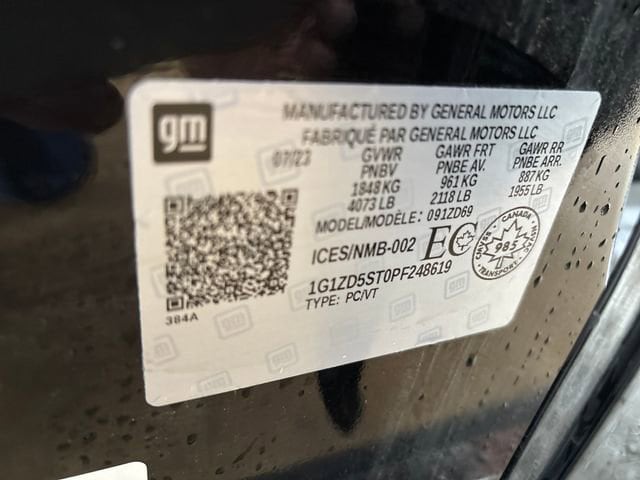 gm
MANUFACTURED BY GENERAL MOTORS LLC
FABRIQUÉ PAR GENERAL MOTORS LLC
07/23 GVWR GAWR FRT GAWR RR
PNBV PNBE AV. PNBE ARR.
1848 KG 961 KG 887 KG
4073 LB 2118 LB 1955 LB
MODEL/MODÈLE: 091ZD69
ICES/NMB-002 EC
CANADA
985
TRANSPORT
1G1ZD5ST0PF248619
TYPE: PC/VT
384A